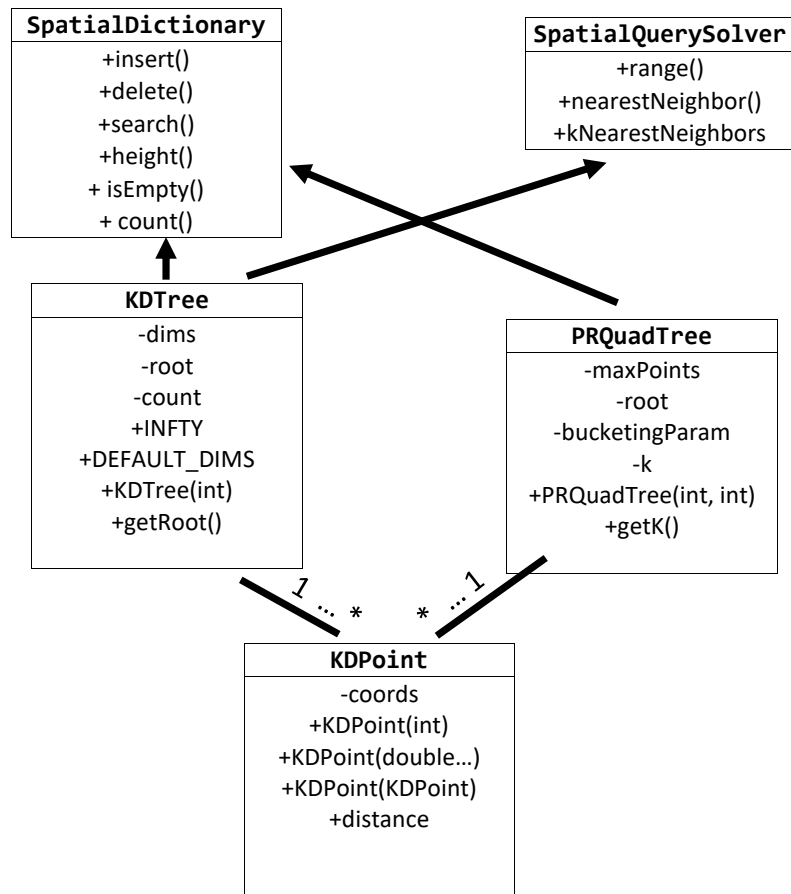 SpatialDictionary
+insert()
+delete()
+search()
+height()
+ isEmpty()
+ count()
SpatialQuerySolver
+range()
+nearestNeighbor()
+kNearestNeighbors
KDTree
-dims
-root
-count
+INFTY
+DEFAULT_DIMS
+KDTree(int)
+getRoot()
PRQuadTree
-maxPoints
-root
-bucketingParam
-k
+PRQuadTree(int, int)
+getK()
1 ... *
* ... 1
KDPoint
-coords
+KDPoint(int)
+KDPoint(double...)
+KDPoint(KDPoint)
+distance